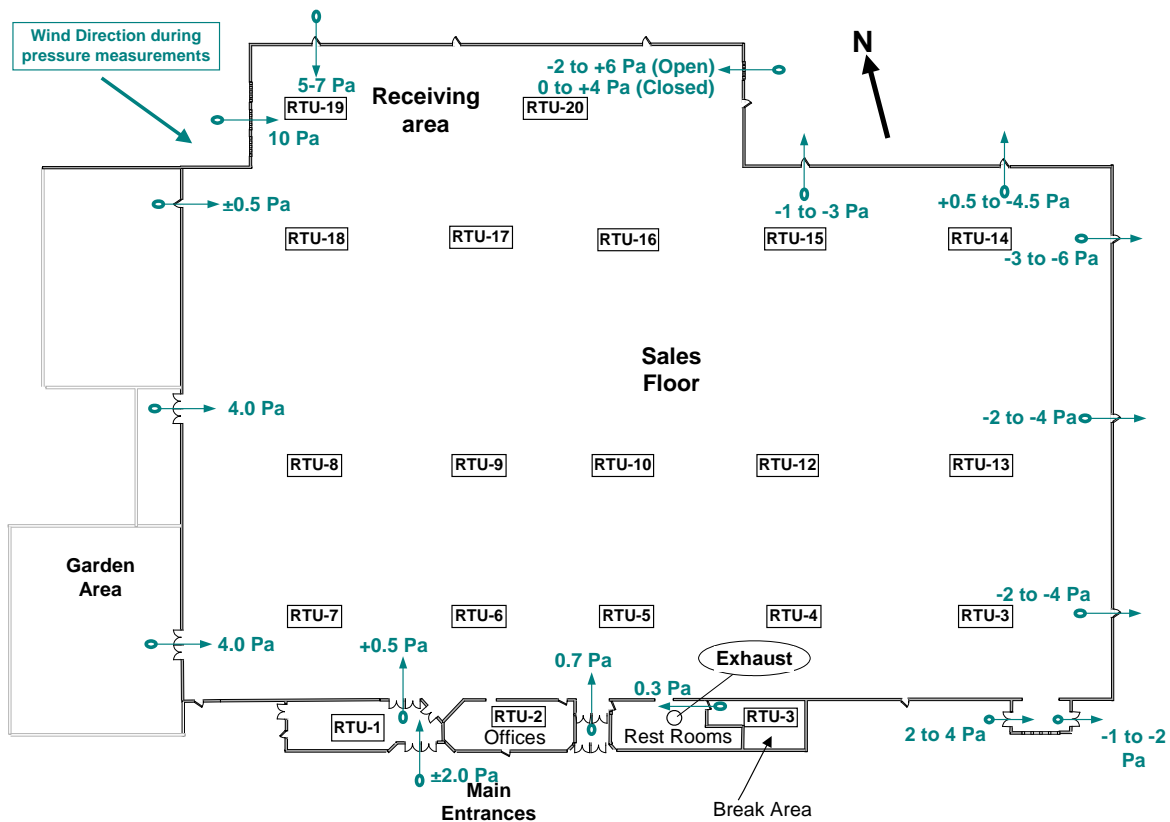 Wind Direction during
pressure measurements
N
5-7 Pa
-2 to +6 Pa (Open)
0 to +4 Pa (Closed)
RTU-19
Receiving
area
RTU-20
10 Pa
±0.5 Pa
-1 to -3 Pa
+0.5 to -4.5 Pa
RTU-18
RTU-17
RTU-16
RTU-15
RTU-14
-3 to -6 Pa
Sales
Floor
4.0 Pa
-2 to -4 Pa
RTU-8
RTU-9
RTU-10
RTU-12
RTU-13
Garden
Area
-2 to -4 Pa
RTU-7
RTU-6
RTU-5
RTU-4
RTU-3
4.0 Pa
+0.5 Pa
0.7 Pa
Exhaust
0.3 Pa
RTU-1
RTU-2
Offices
Rest Rooms
RTU-3
2 to 4 Pa
-1 to -2
Pa
±2.0 Pa
Main
Entrances
Break Area